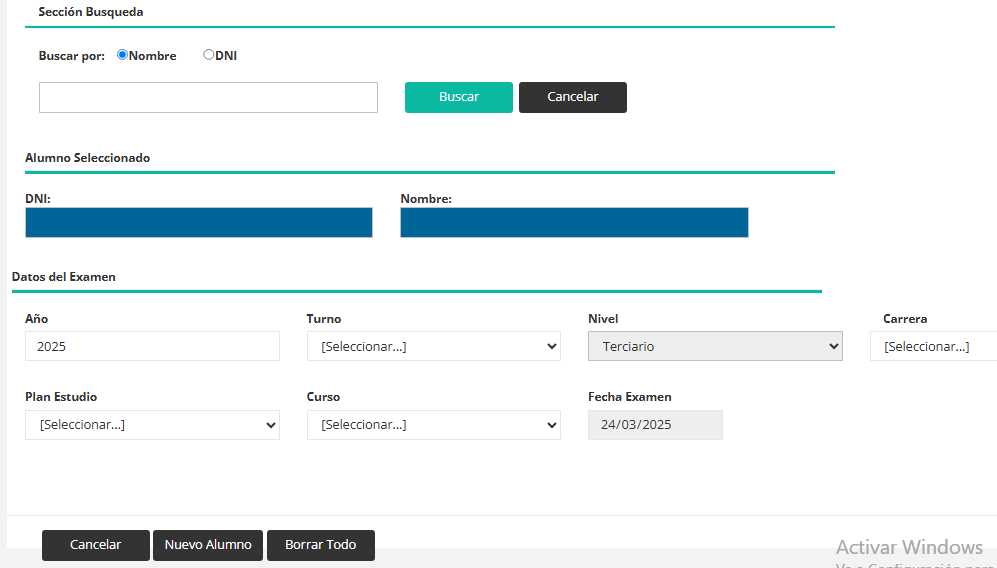 Sección Busqueda
Buscar por: Nombre DNI
Buscar Cancelar
Alumno Seleccionado
DNI: Nombre:
Datos del Examen
Año Turno Nivel Carrera
2025 [Seleccionar...] Terciario [Seleccionar...]
Plan Estudio Curso Fecha Examen
[Seleccionar...] [Seleccionar...] 24/03/2025
Cancelar Nuevo Alumno Borrar Todo
Activar Windows
Ve a Configuración para